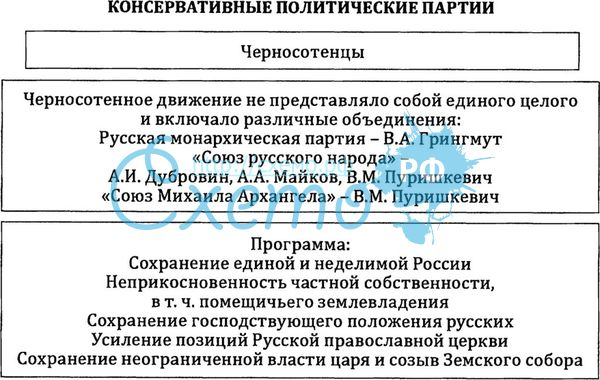 КОНСЕРВАТИВНЫЕ ПОЛИТИЧЕСКИЕ ПАРТИИ
Черносотенцы
Черносотенное движение не представляло собой единого целого
и включало различные объединения:
Русская монархическая партия – В.А. Грингмут
«Союз русского народа» –
А.И. Дубровин, А.А. Майков, В.М. Пуришкевич
«Союз Михаила Архангела» – В.М. Пуришкевич
Схемо
РФ
Программа:
Сохранение единой и неделимой России
Неприкосновенность частной собственности,
в т. ч. помещичьего землевладения
Сохранение господствующего положения русских
Усиление позиций Русской православной церкви
Сохранение неограниченной власти царя и созыв Земского собора